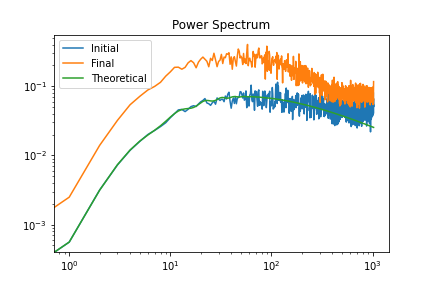 Power Spectrum
Initial
Final
Theoretical
10⁻¹
10⁻²
10⁻³
10⁰
10¹
10²
10³